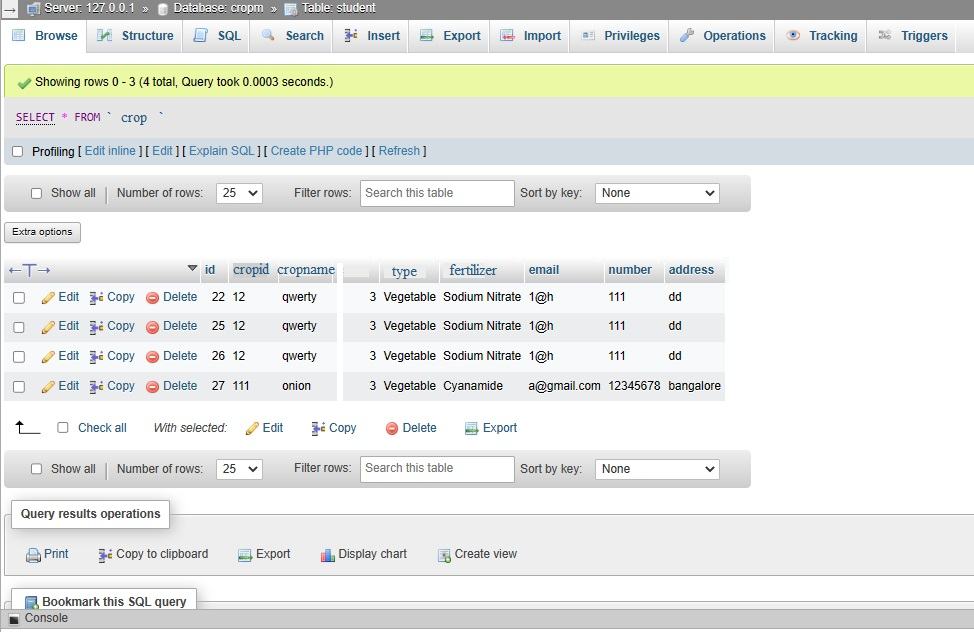 Server: 127.0.0.1 » Database: cropm » Table: student
Browse Structure SQL Search Insert Export Import Privileges Operations Tracking Triggers
Showing rows 0 - 3 (4 total, Query took 0.0003 seconds.)
SELECT * FROM ` crop `
Profiling [ Edit inline ] [ Edit ] [ Explain SQL ] [ Create PHP code ] [ Refresh ]
Show all | Number of rows: 25 Filter rows: Search this table Sort by key: None
Extra options
←T→ id cropid cropname type fertilizer email number address
Edit Copy Delete 22 12 qwerty 3 Vegetable Sodium Nitrate 1@h 111 dd
Edit Copy Delete 25 12 qwerty 3 Vegetable Sodium Nitrate 1@h 111 dd
Edit Copy Delete 26 12 qwerty 3 Vegetable Sodium Nitrate 1@h 111 dd
Edit Copy Delete 27 111 onion 3 Vegetable Cyanamide a@gmail.com 12345678 bangalore
Check all With selected: Edit Copy Delete Export
Show all | Number of rows: 25 Filter rows: Search this table Sort by key: None
Query results operations
Print Copy to clipboard Export Display chart Create view
Bookmark this SQL query
Console